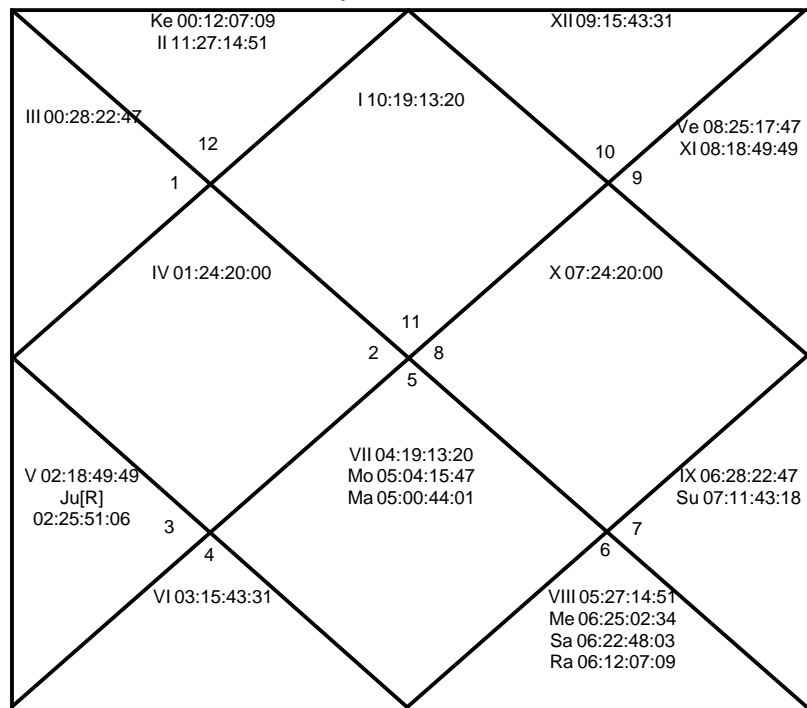 Ke 00:12:07:09
II 11:27:14:51
XII 09:15:43:31
I 10:19:13:20
III 00:28:22:47
Ve 08:25:17:47
XI 08:18:49:49
12
10
1
9
IV 01:24:20:00
X 07:24:20:00
11
2
8
5
V 02:18:49:49
Ju[R]
02:25:51:06
VII 04:19:13:20
Mo 05:04:15:47
Ma 05:00:44:01
IX 06:28:22:47
Su 07:11:43:18
3
7
4
6
VI 03:15:43:31
VIII 05:27:14:51
Me 06:25:02:34
Sa 06:22:48:03
Ra 06:12:07:09